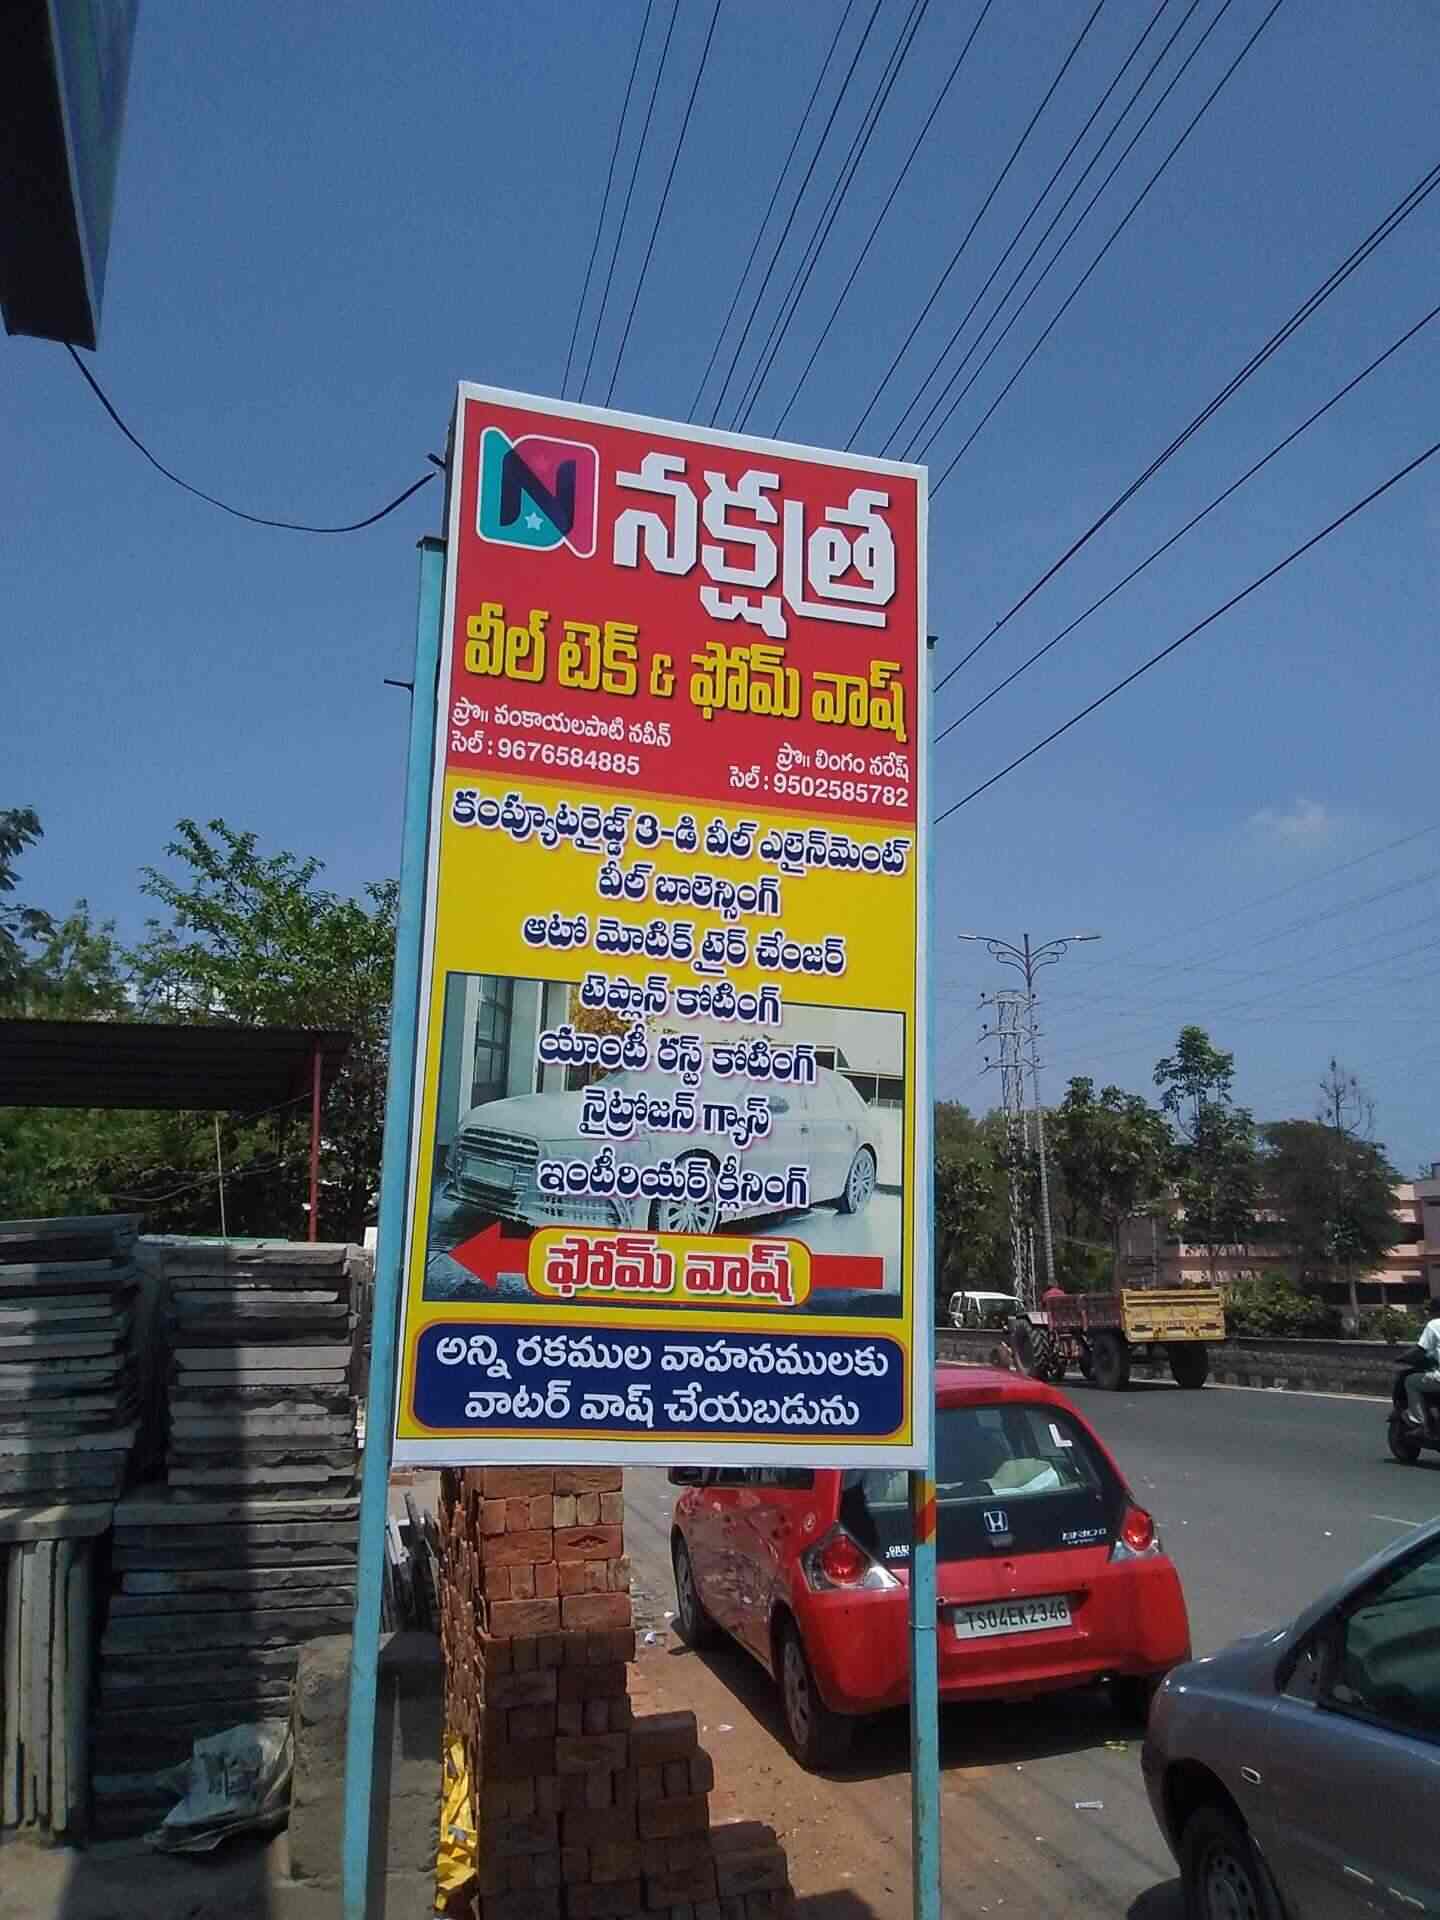 N నక్షత్ర
వీల్ టెక్ & ఫోమ్ వాష్
ప్రొ॥ వంకాయలపాటి నవీన్
సెల్ : 9676584885
ప్రొ॥ లింగం నరేష్
సెల్ : 9502585782
కంప్యూటరైజ్డ్ 3-డి వీల్ ఎలైన్‌మెంట్
వీల్ బాలెన్సింగ్
ఆటో మోటిక్ టైర్ చేంజర్
టెప్లాన్ కోటింగ్
యాంటీ రస్ట్ కోటింగ్
నైట్రోజన్ గ్యాస్
ఇంటీరియర్ క్లీనింగ్
ఫోమ్ వాష్
అన్ని రకముల వాహనములకు
వాటర్ వాష్ చేయబడును
L
BRIO
TS04EK2346